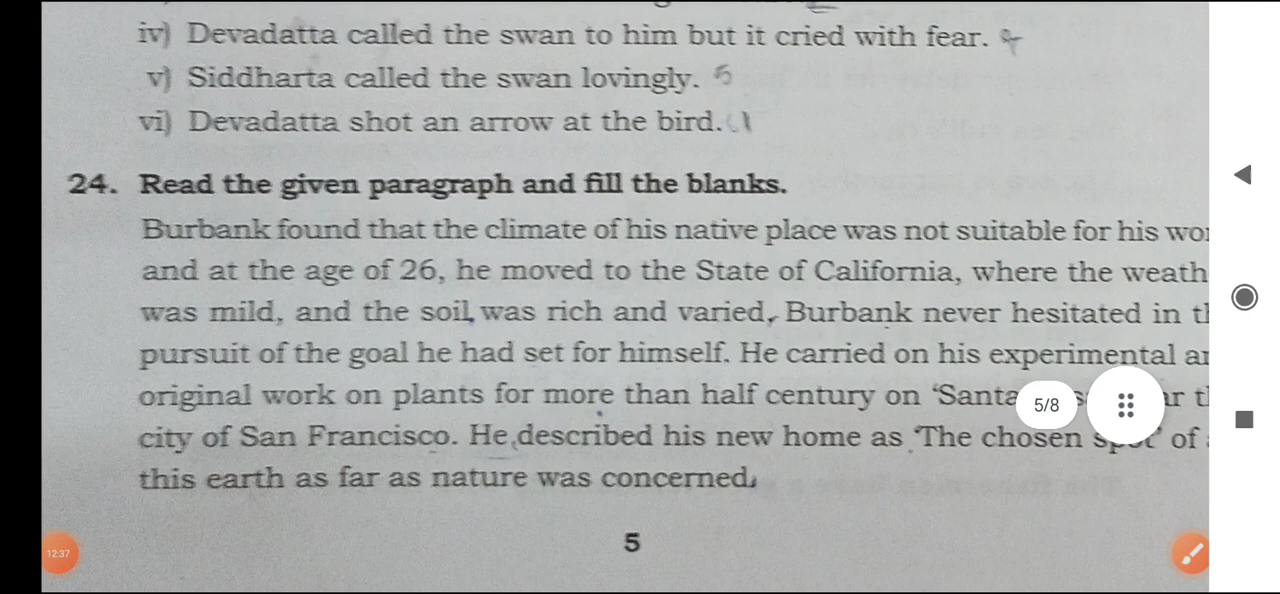 iv) Devadatta called the swan to him but it cried with fear. 4
v) Siddharta called the swan lovingly. 5
vi) Devadatta shot an arrow at the bird. 1
24. Read the given paragraph and fill the blanks.
Burbank found that the climate of his native place was not suitable for his
and at the age of 26, he moved to the State of California, where the
was mild, and the soil was rich and varied, Burbank never hesitated in
pursuit of the goal he had set for himself. He carried on his experimental
original work on plants for more than half century on ‘Santa
city of San Francisco. He described his new home as ‘The chosen spot’ of
this earth as far as nature was concerned.
5
5/8
12:37